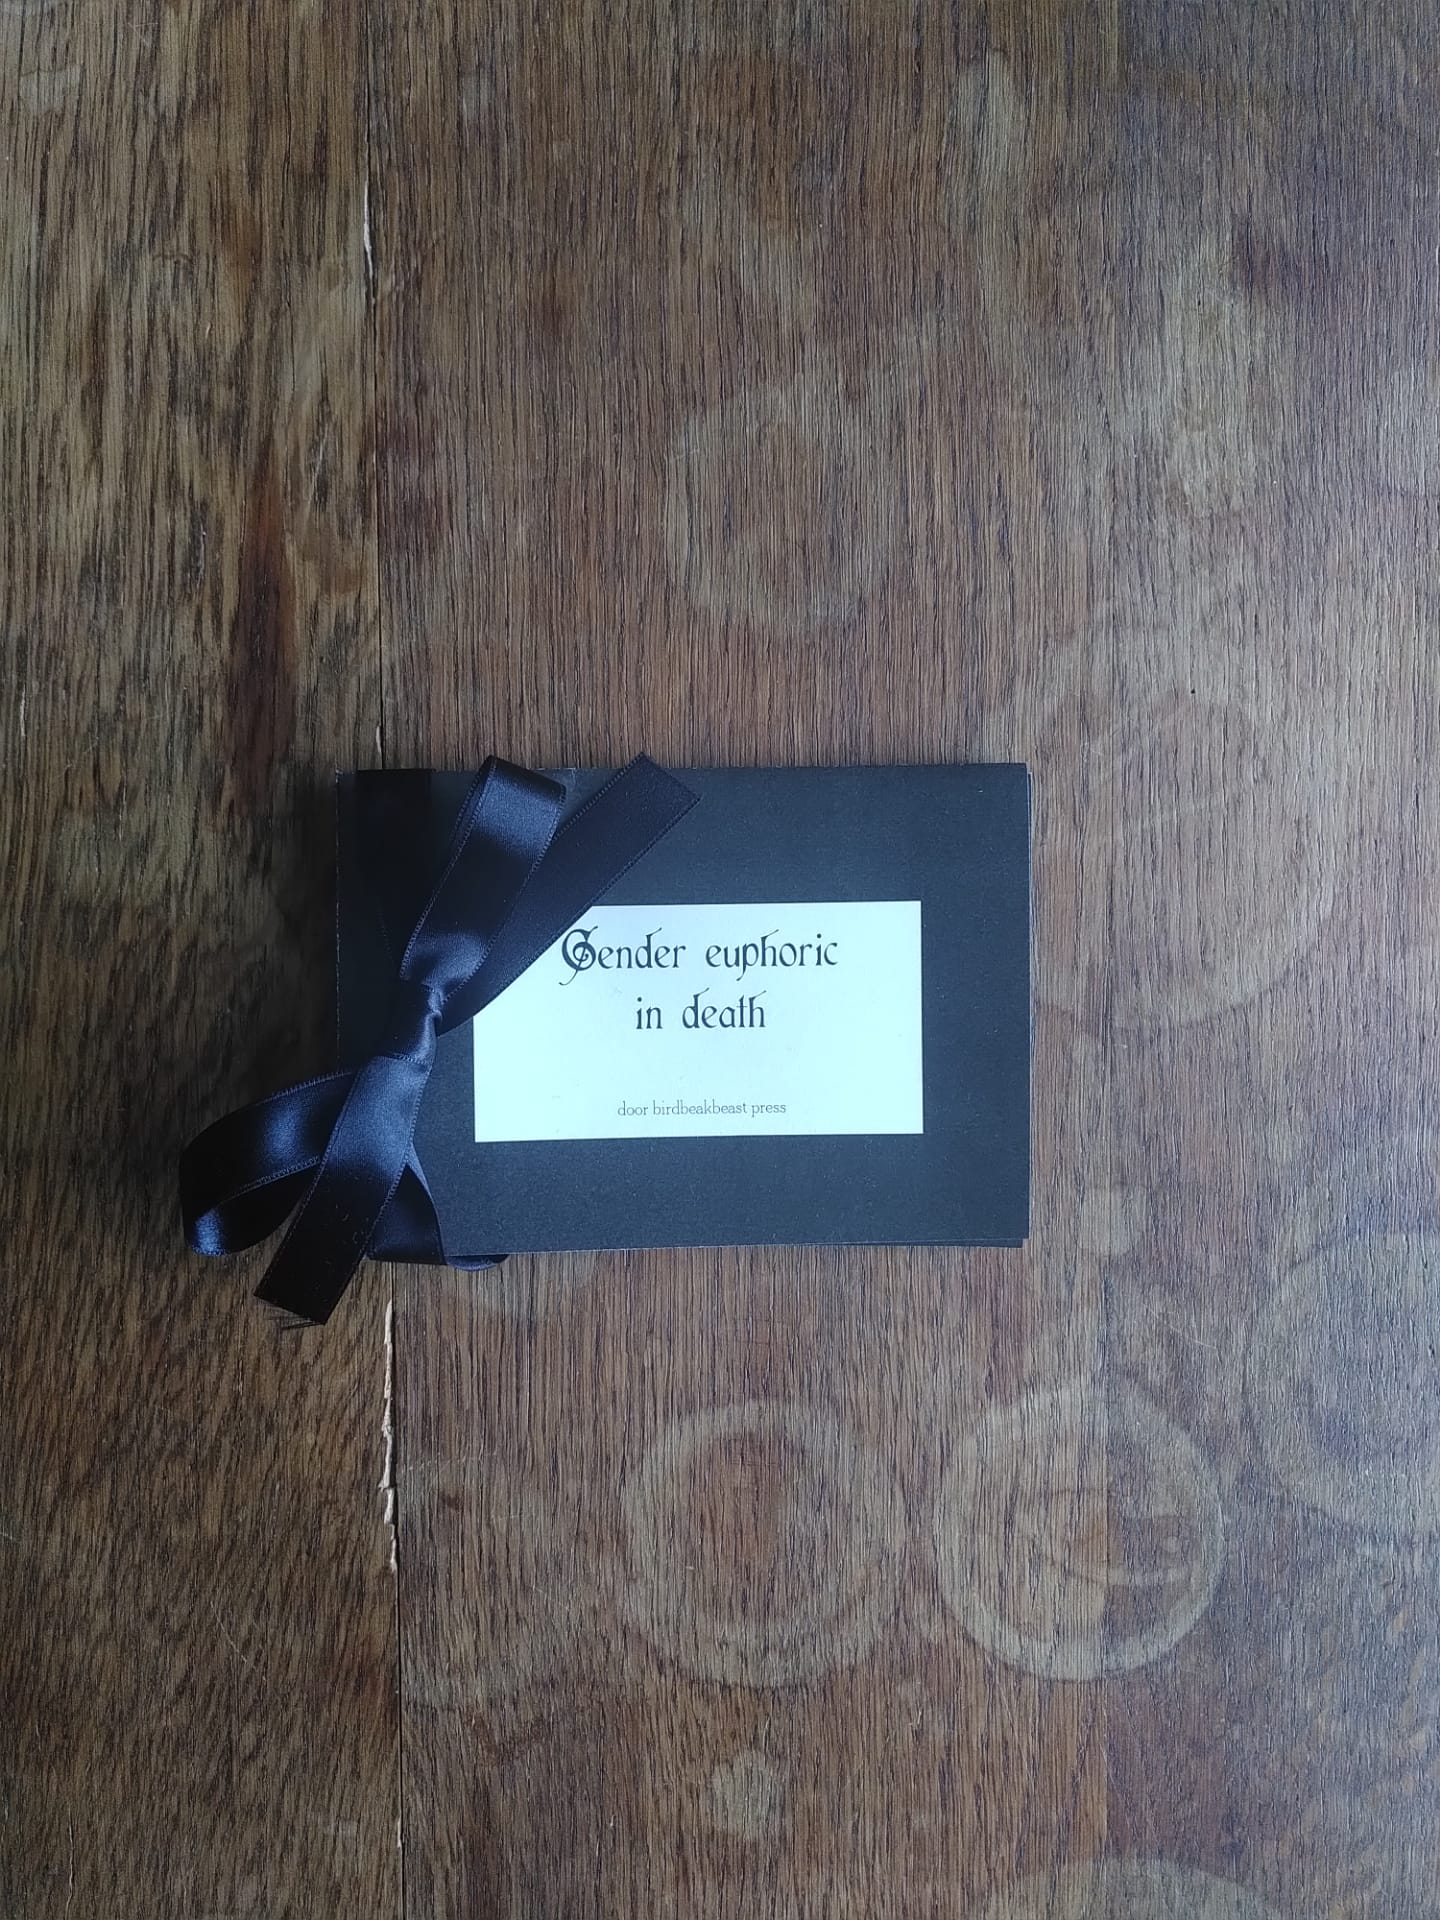 Gender euphoric
in death
door birdbeakbeast press